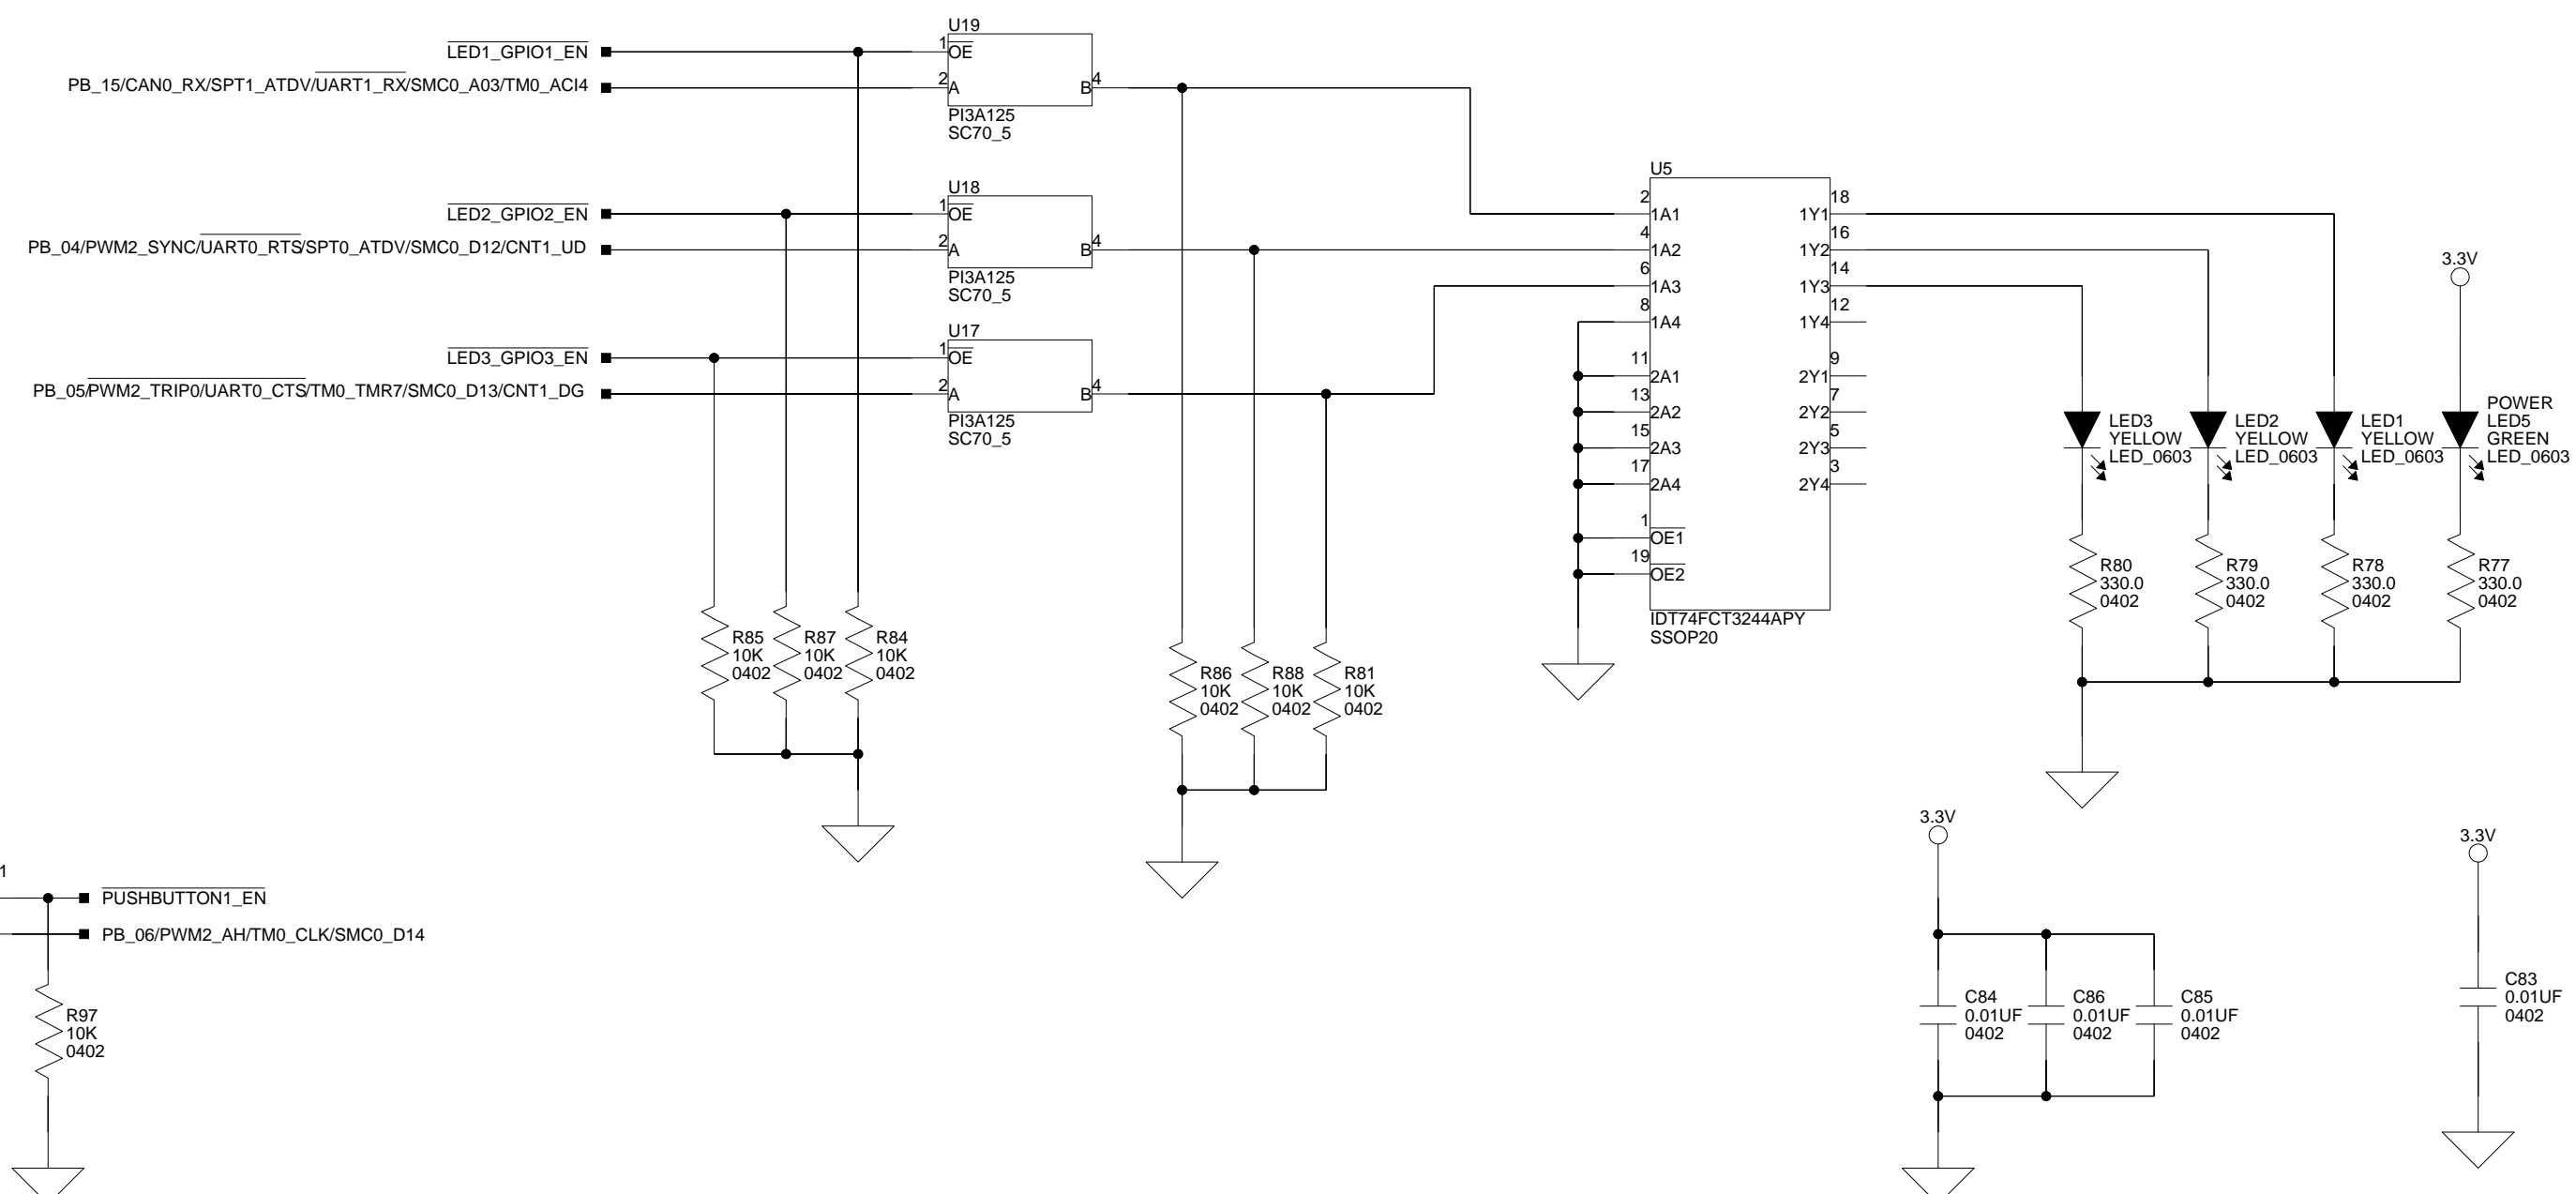 U19
LED1_GPIO1_EN
1
OE
PB_15/CAN0_RX/SPT1_ATDV/UART1_RX/SMC0_A03/TM0_ACI4
2
A
B
4
PI3A125
SC70_5
U18
LED2_GPIO2_EN
1
OE
PB_04/PWM2_SYNC/UART0_RTS/SPT0_ATDV/SMC0_D12/CNT1_UD
2
A
B
4
PI3A125
SC70_5
U17
LED3_GPIO3_EN
1
OE
PB_05/PWM2_TRIP0/UART0_CTS/TM0_TMR7/SMC0_D13/CNT1_DG
2
A
B
4
PI3A125
SC70_5
R85
10K
0402
R87
10K
0402
R84
10K
0402
R86
10K
0402
R88
10K
0402
R81
10K
0402
U5
2
1A1
1Y1
18
4
1A2
1Y2
16
6
1A3
1Y3
14
8
1A4
1Y4
12
11
2A1
2Y1
9
13
2A2
2Y2
7
15
2A3
2Y3
5
17
2A4
2Y4
3
1
OE1
19
OE2
IDT74FCT3244APY
SSOP20
3.3V
LED3
YELLOW
LED_0603
LED2
YELLOW
LED_0603
LED1
YELLOW
LED_0603
POWER
LED5
GREEN
LED_0603
R80
330.0
0402
R79
330.0
0402
R78
330.0
0402
R77
330.0
0402
1
PUSHBUTTON1_EN
PB_06/PWM2_AH/TM0_CLK/SMC0_D14
R97
10K
0402
3.3V
C84
0.01UF
0402
C86
0.01UF
0402
C85
0.01UF
0402
3.3V
C83
0.01UF
0402